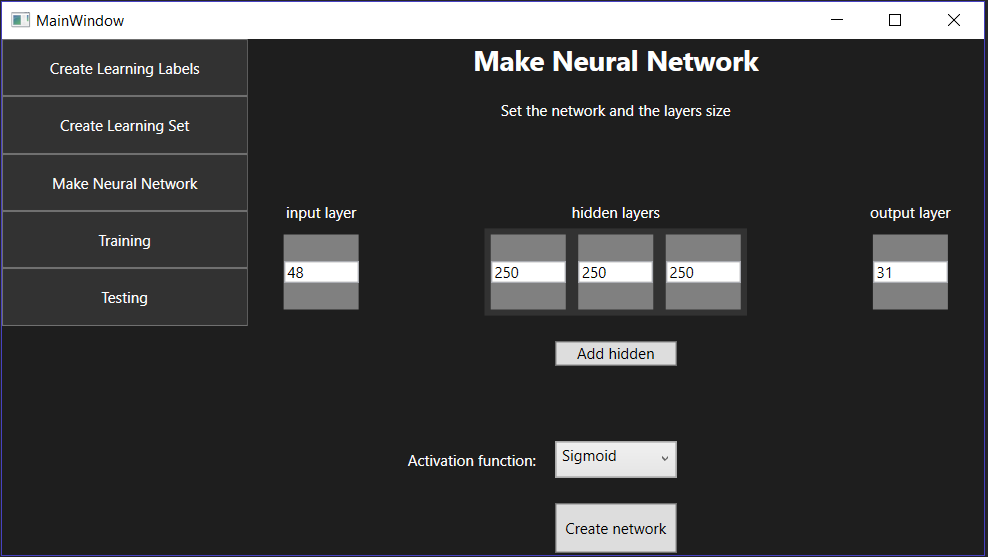 MainWindow
Create Learning Labels
Create Learning Set
Make Neural Network
Training
Testing
Make Neural Network
Set the network and the layers size
input layer
hidden layers
output layer
48
250 250 250
31
Add hidden
Activation function: Sigmoid
Create network